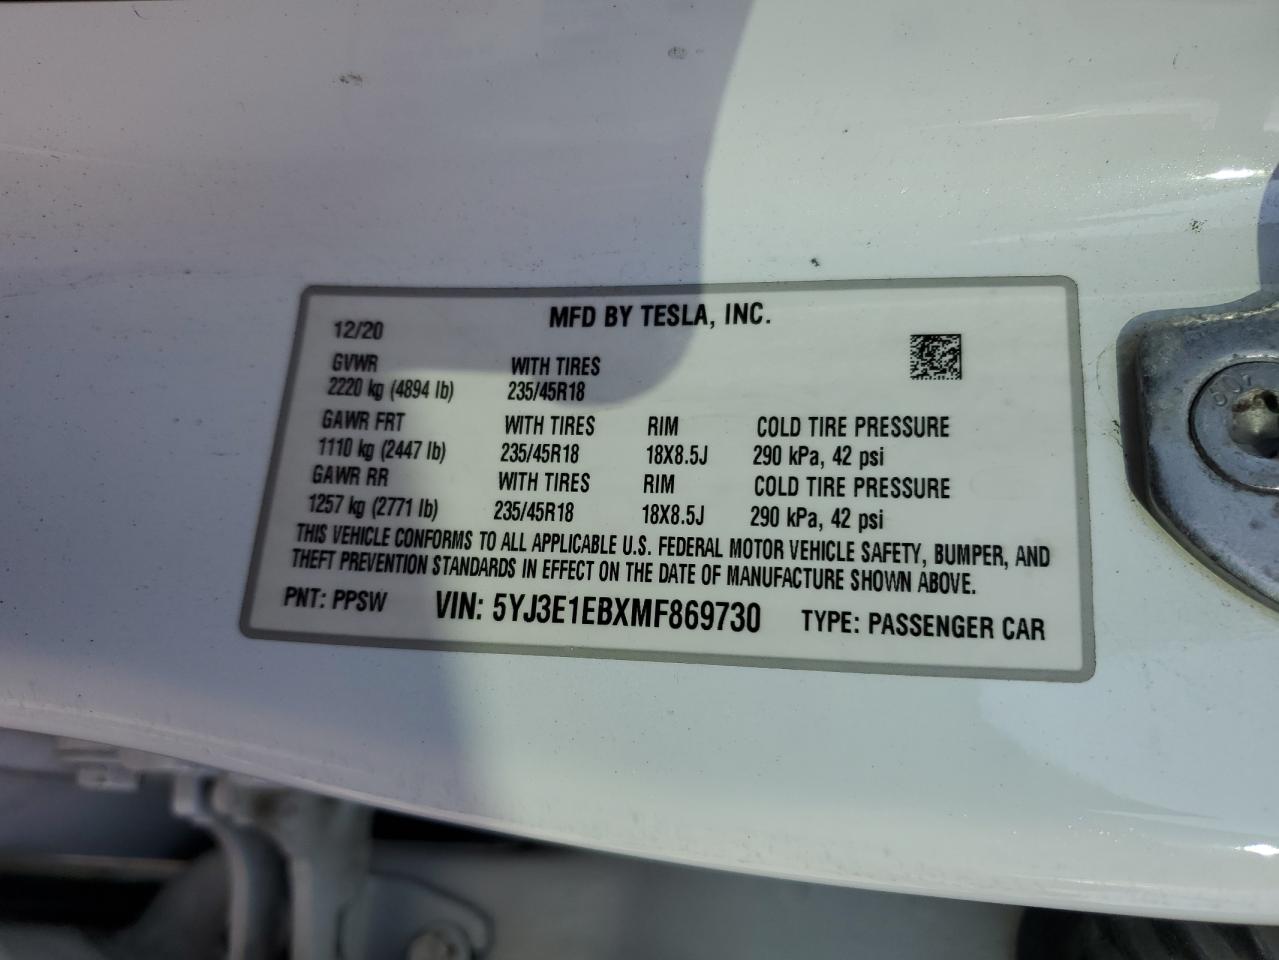 MFD BY TESLA, INC.
12/20
GVWR WITH TIRES
2220 kg (4894 lb) 235/45R18
GAWR FRT WITH TIRES RIM COLD TIRE PRESSURE
1110 kg (2447 lb) 235/45R18 18X8.5J 290 kPa, 42 psi
GAWR RR WITH TIRES RIM COLD TIRE PRESSURE
1257 kg (2771 lb) 235/45R18 18X8.5J 290 kPa, 42 psi
THIS VEHICLE CONFORMS TO ALL APPLICABLE U.S. FEDERAL MOTOR VEHICLE SAFETY, BUMPER, AND
THEFT PREVENTION STANDARDS IN EFFECT ON THE DATE OF MANUFACTURE SHOWN ABOVE.
PNT: PPSW VIN: 5YJ3E1EBXMF869730 TYPE: PASSENGER CAR